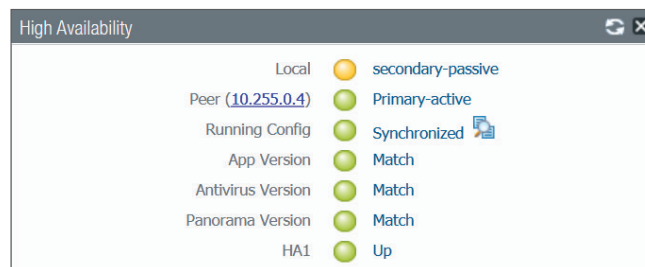 High Availability
Local secondary-passive
Peer (10.255.0.4) Primary-active
Running Config Synchronized
App Version Match
Antivirus Version Match
Panorama Version Match
HA1 Up